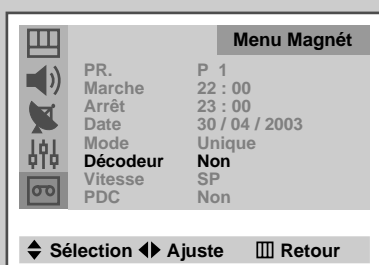 Menu Magnét
PR. P 1
Marche 22 : 00
Arrêt 23 : 00
Date 30 / 04 / 2003
Mode Unique
Décodeur Non
Vitesse SP
PDC Non
Sélection Ajuste Retour